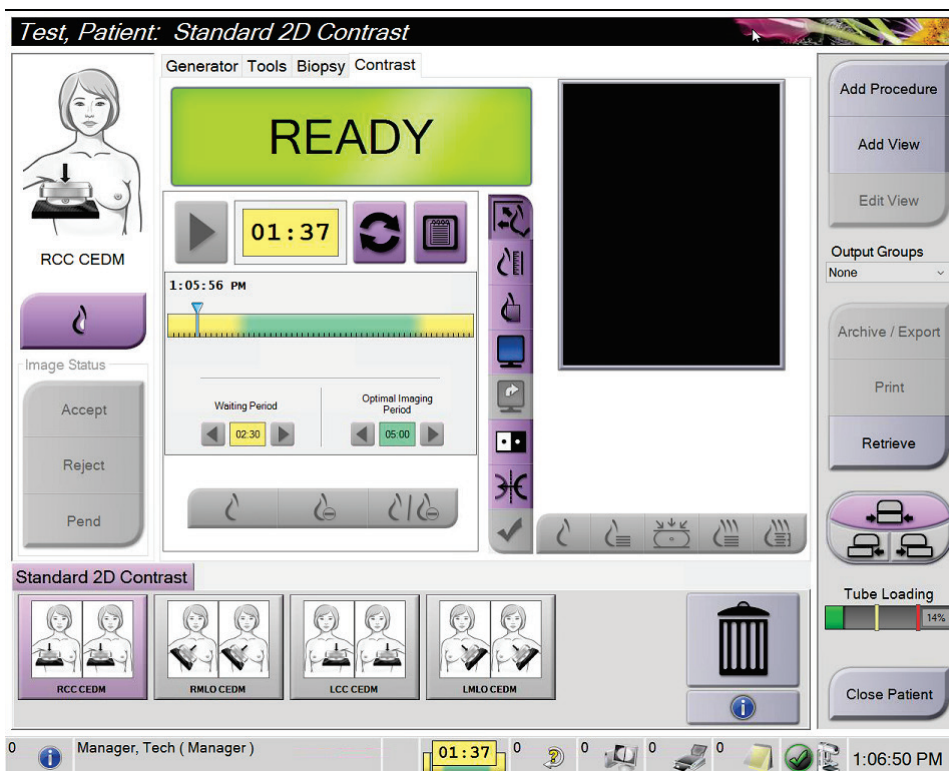 Test, Patient: Standard 2D Contrast
Generator Tools Biopsy Contrast
READY
01:37
1:05:56 PM
Waiting Period
Optimal Imaging
Period
02:30
05:00
RCC CEDM
Image Status
Accept
Reject
Pend
Add Procedure
Add View
Edit View
Output Groups
None
Archive / Export
Print
Retrieve
Tube Loading
14%
Close Patient
Standard 2D Contrast
RCC CEDM
RMLO CEDM
LCC CEDM
LMLO CEDM
0 Manager, Tech ( Manager ) 01:37 0 0 0 0 1:06:50 PM